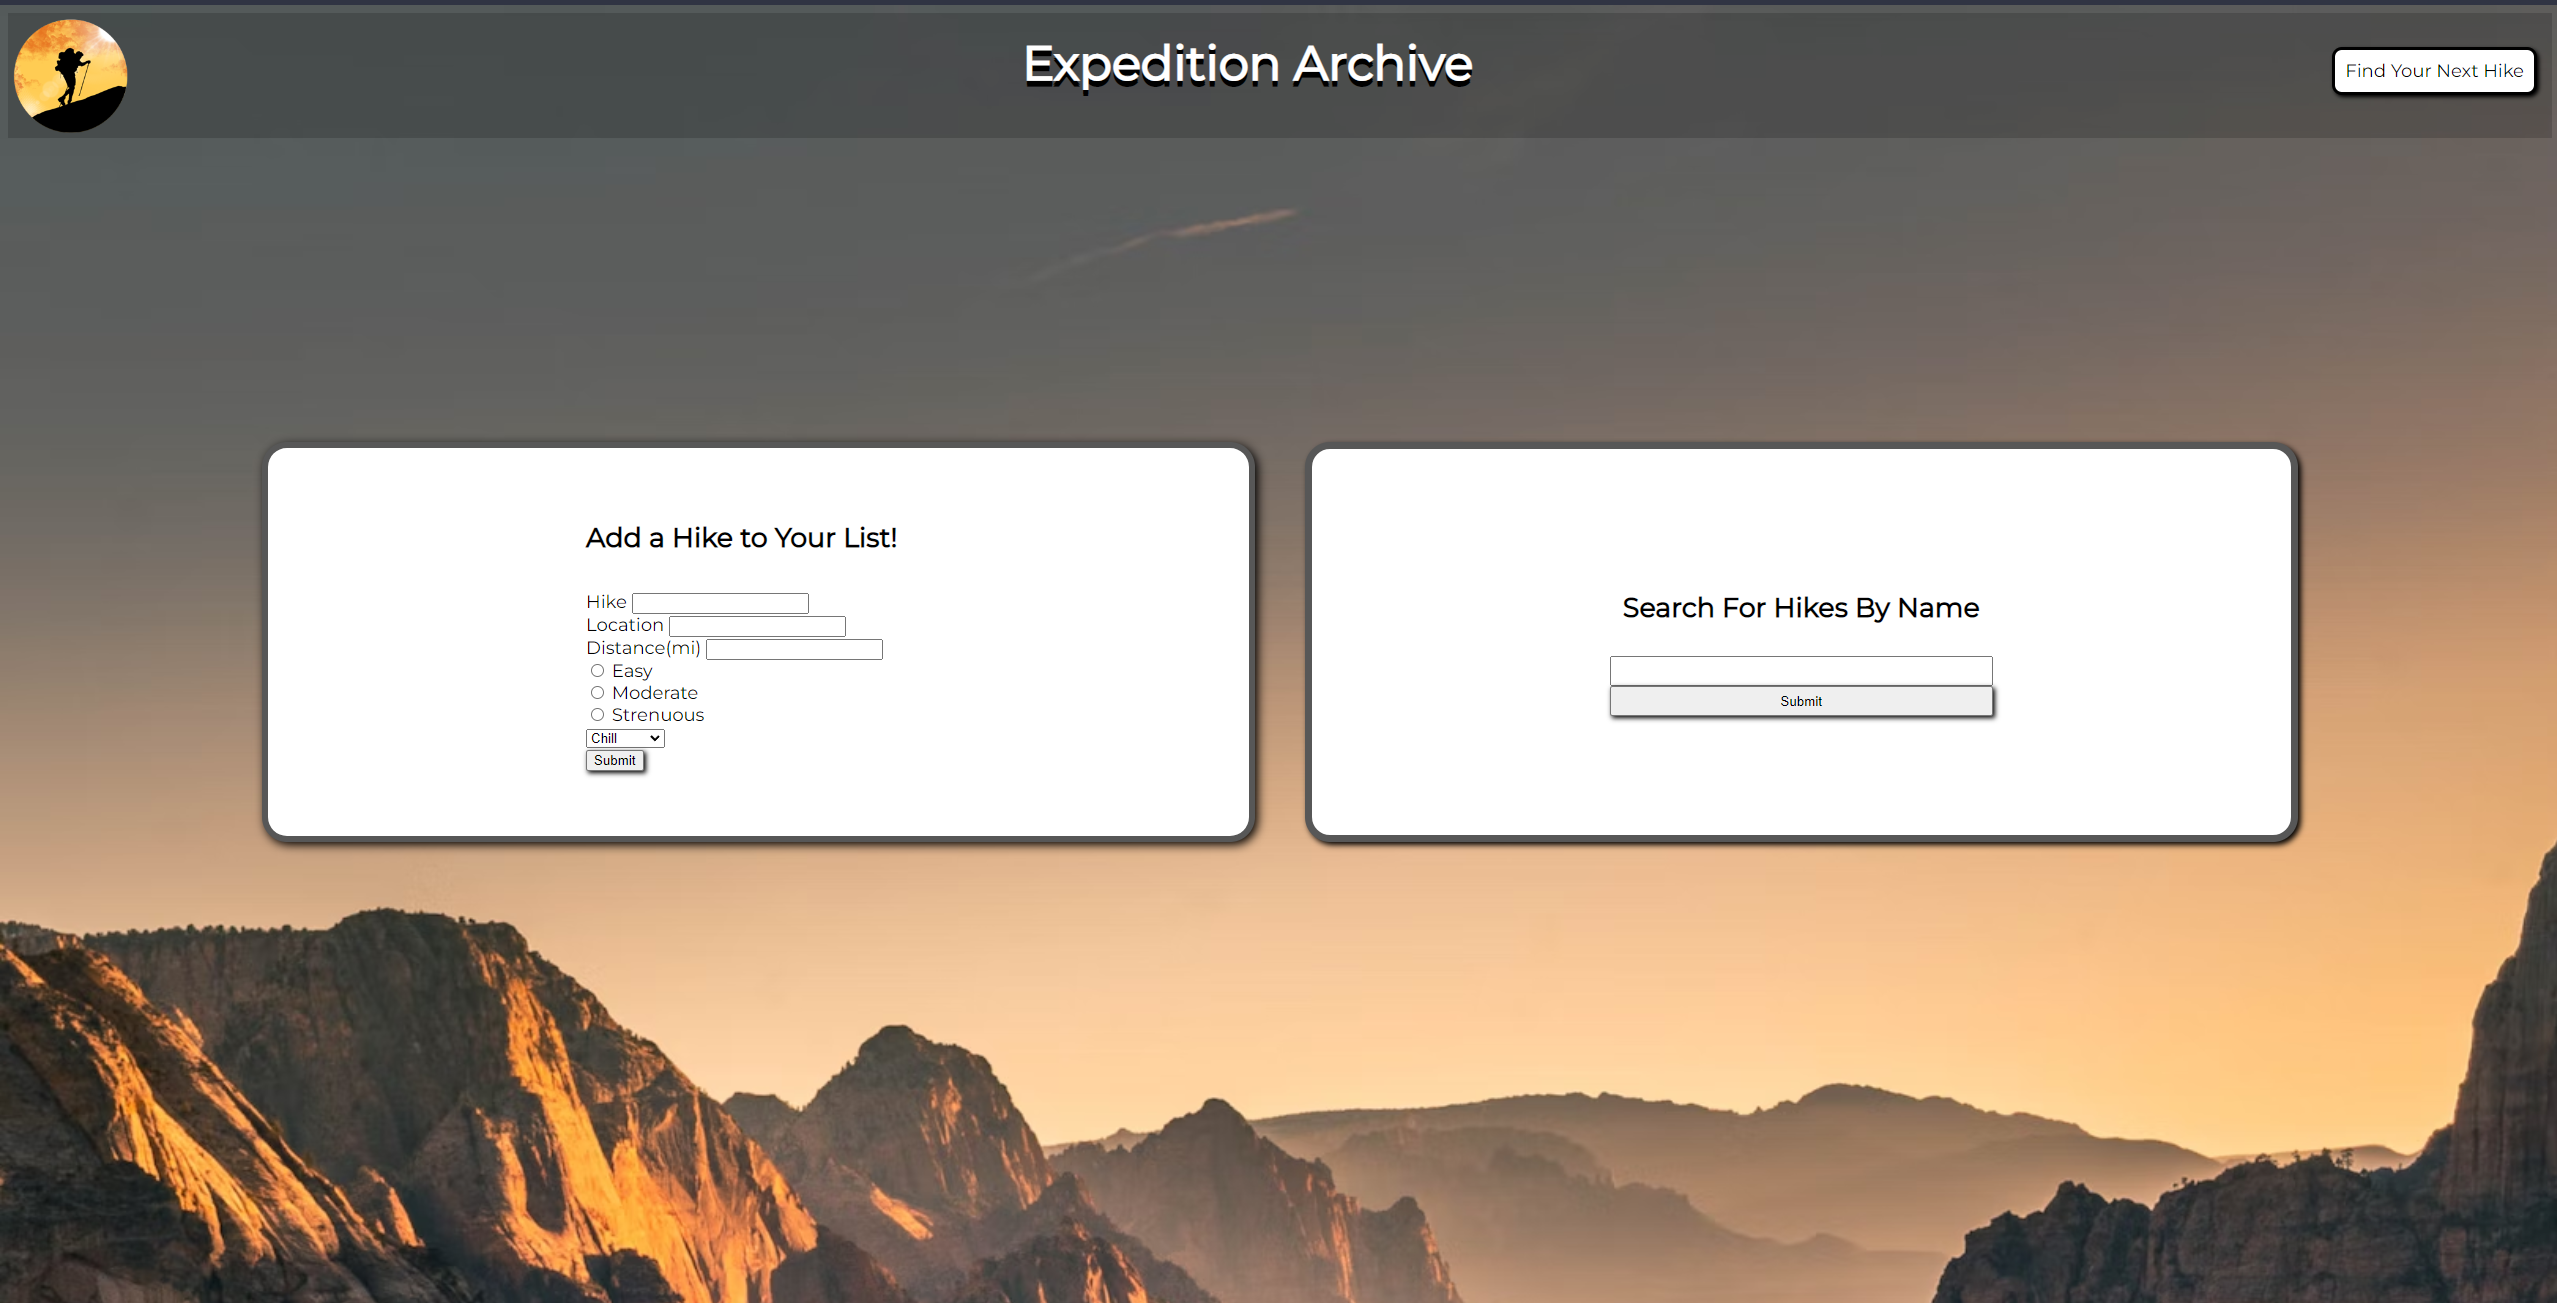 Expedition Archive
Find Your Next Hike
Add a Hike to Your List!
Hike
Location
Distance(mi)
Easy
Moderate
Strenuous
Chill
Submit
Search For Hikes By Name
Submit